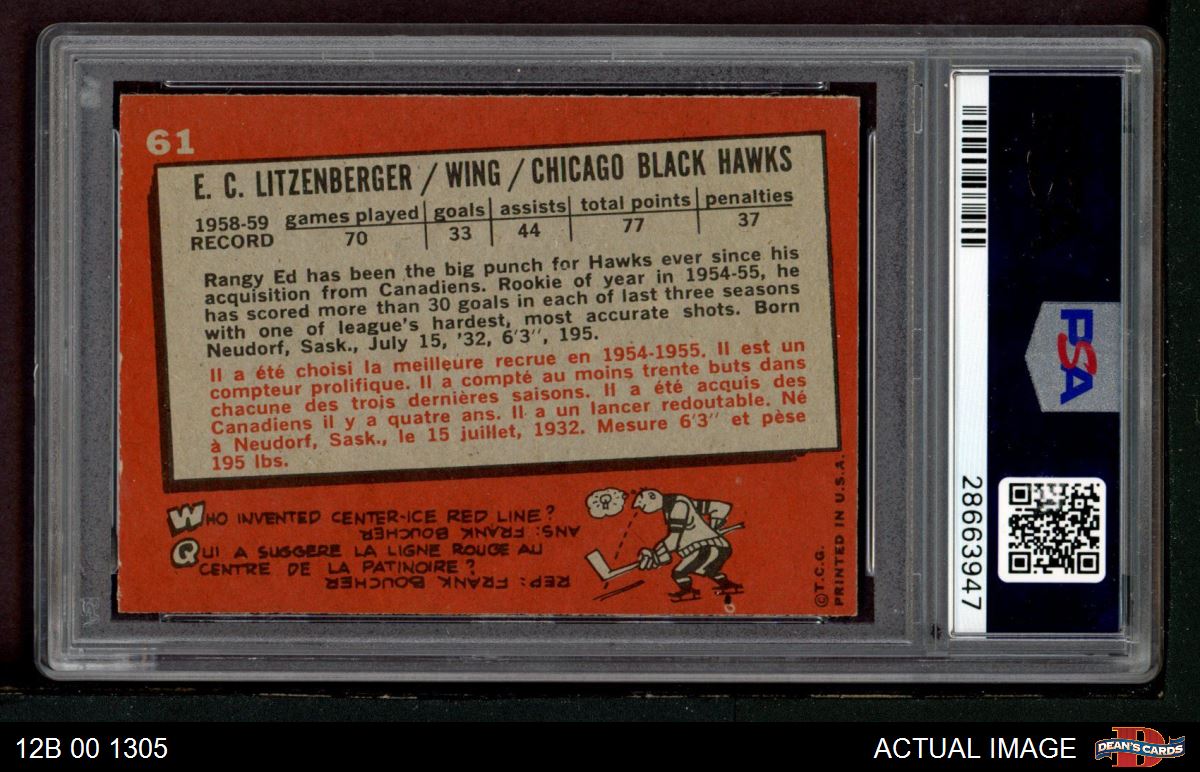 61
E. C. LITZENBERGER / WING / CHICAGO BLACK HAWKS
1958-59 RECORD
games played goals assists total points penalties
70 33 44 77 37
Rangy Ed has been the big punch for Hawks ever since his
acquisition from Canadiens. Rookie of year in 1954-55, he
has scored more than 30 goals in each of last three seasons
with one of league's hardest, most accurate shots. Born
Neudorf, Sask., July 15, '32, 6'3", 195.
Il a été choisi la meilleure recrue en 1954-1955. Il est un
compteur prolifique. Il a compté au moins trente buts dans
chacune des trois dernières saisons. Il a été acquis des
Canadiens il y a quatre ans. Il a un lancer redoutable. Né
à Neudorf, Sask., le 15 juillet, 1932. Mesure 6'3" et pèse
195 lbs.
WHO INVENTED CENTER-ICE RED LINE?
ANS: FRANK BOUCHER
QUI A SUGGERE LA LIGNE ROUGE AU
CENTRE DE LA PATINOIRE?
REP: FRANK BOUCHER
©T.C.G.
PRINTED IN U.S.A.
PSA
28663947
12B 00 1305
ACTUAL IMAGE
DEAN'S CARDS